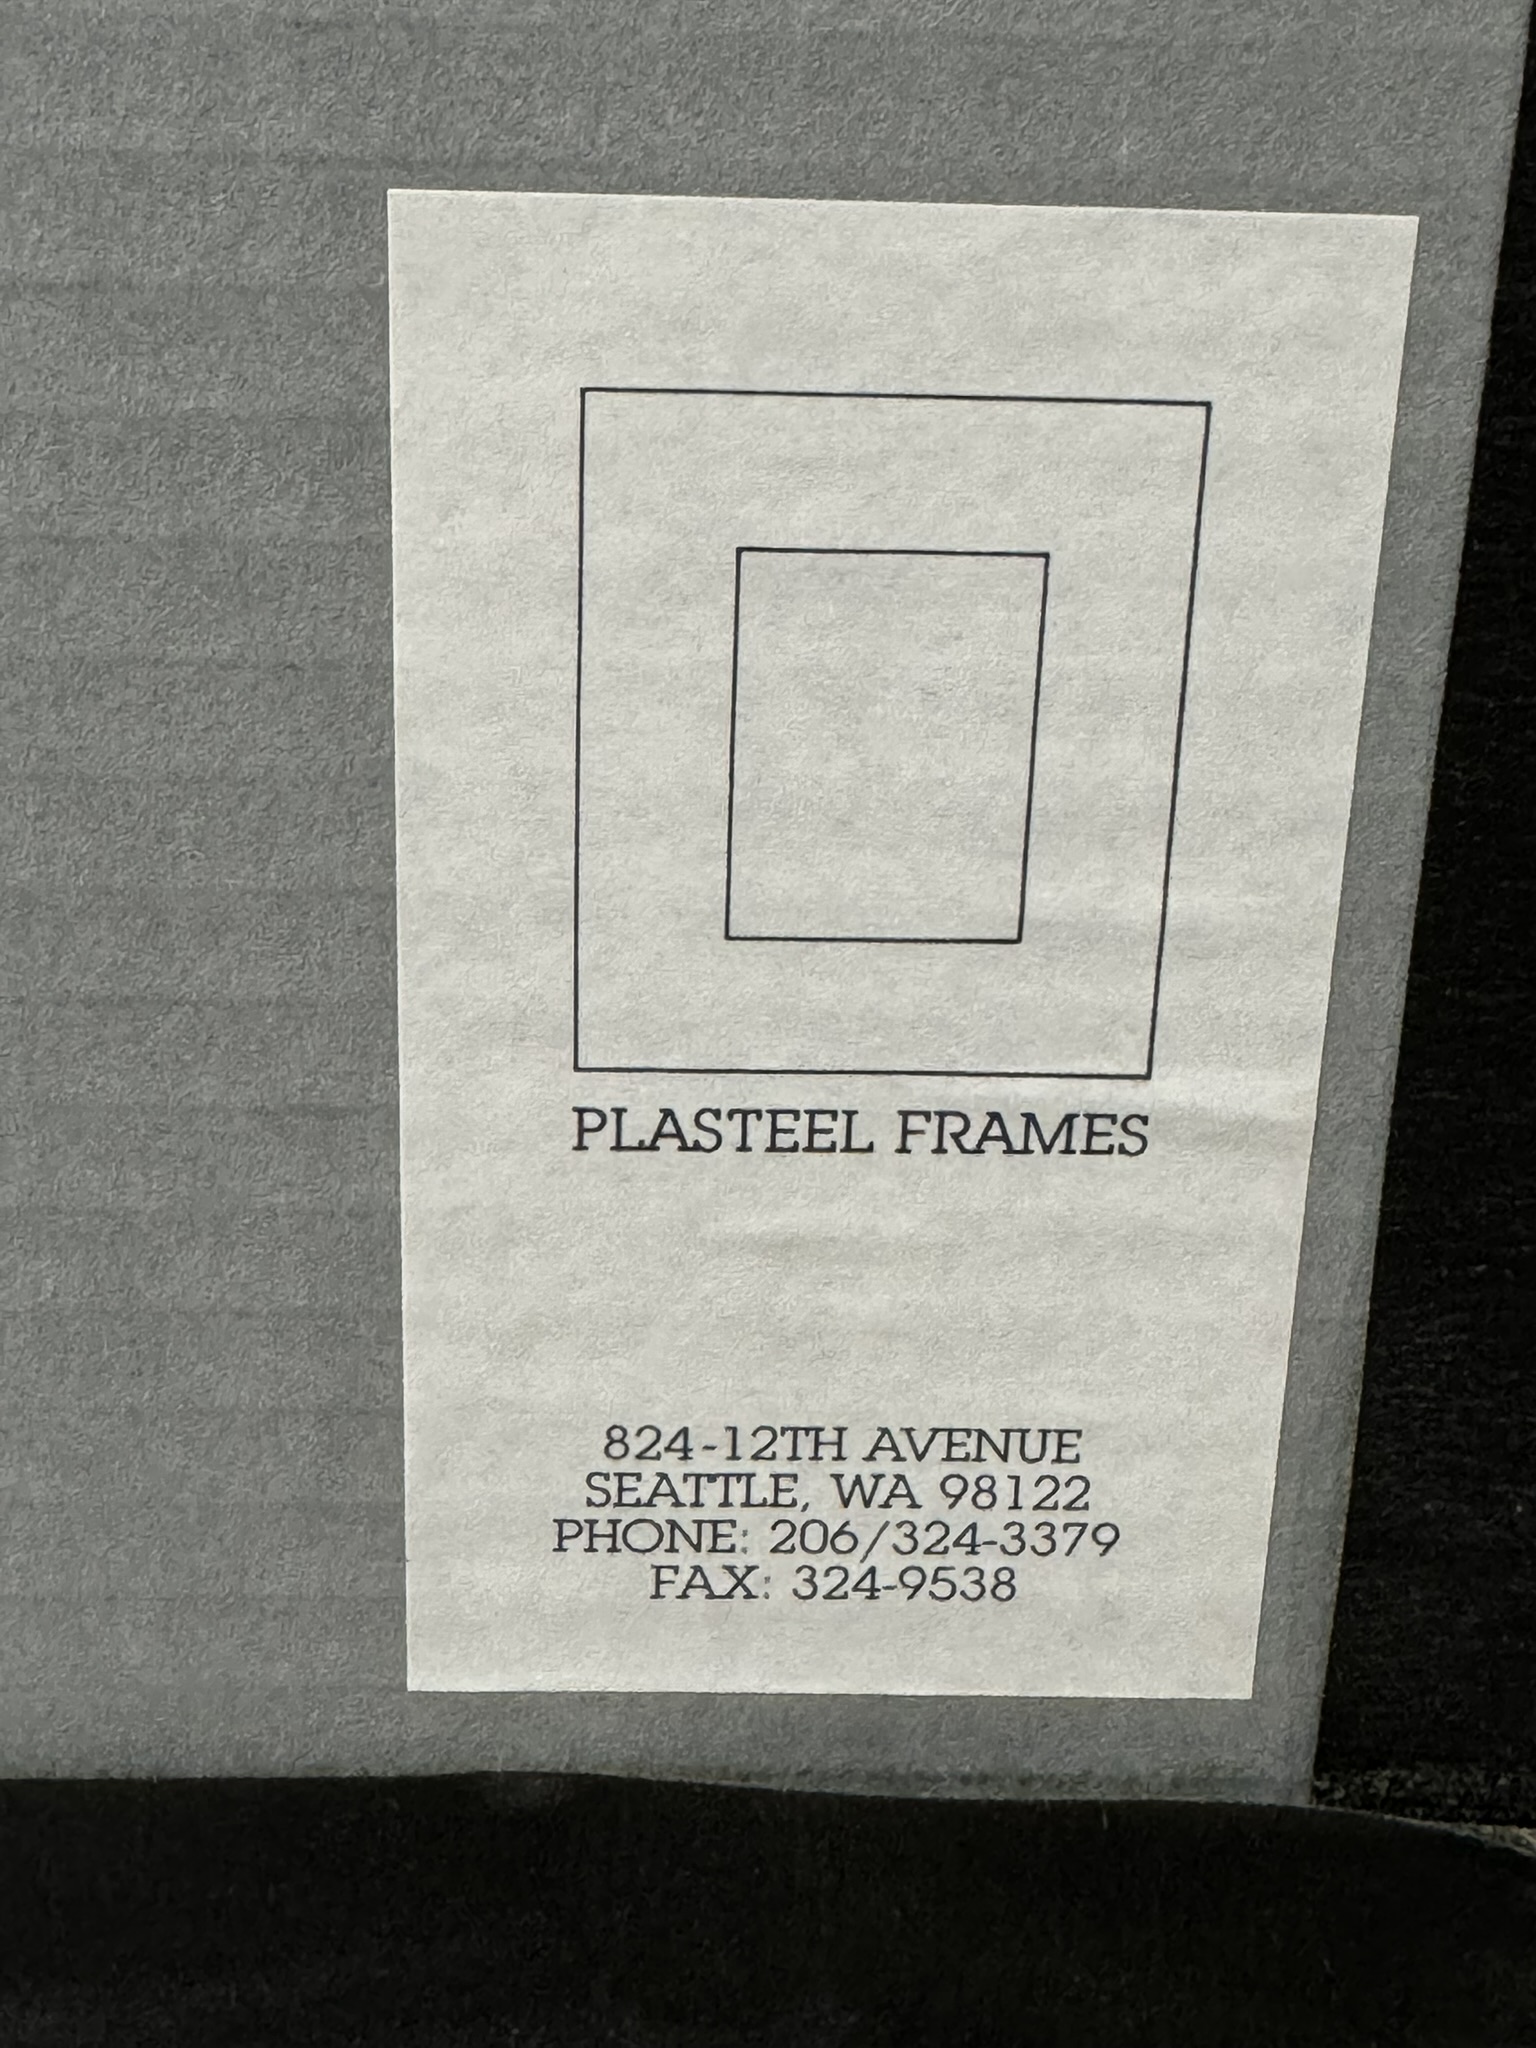 PLASTEEL FRAMES
824-12TH AVENUE
SEATTLE, WA 98122
PHONE: 206/324-3379
FAX: 324-9538